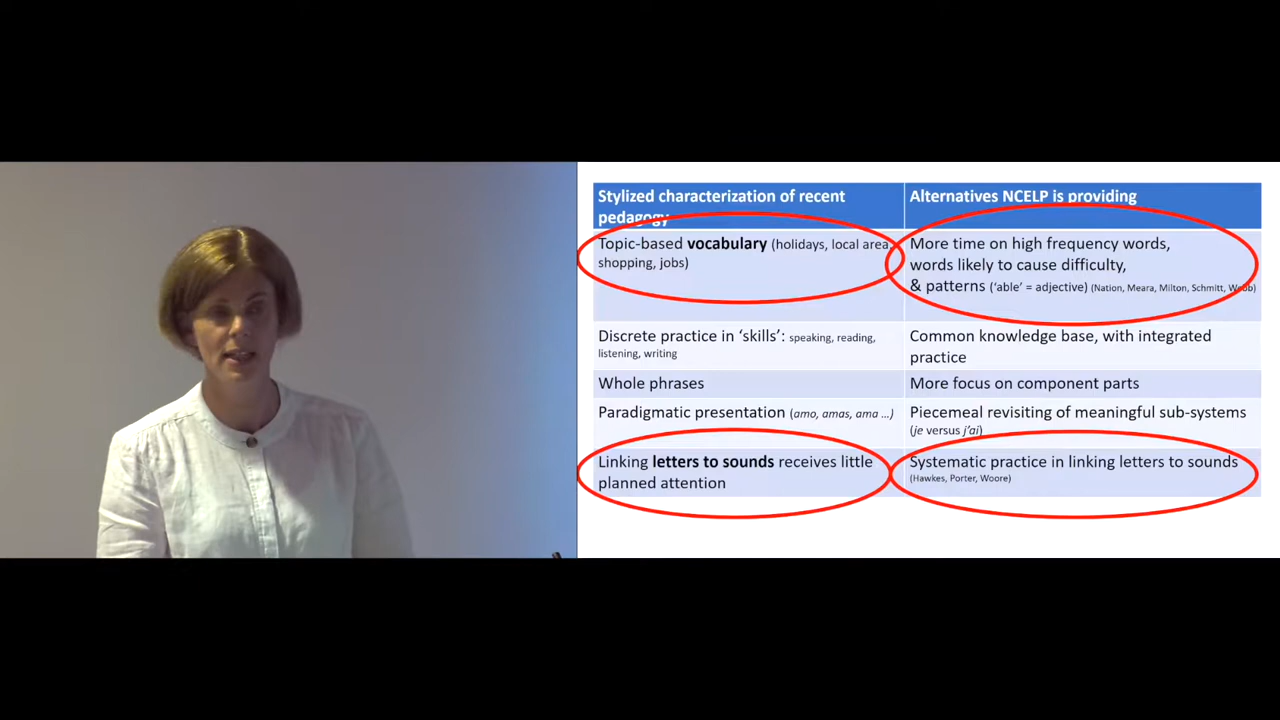 Stylized characterization of recent
pedagogy
Alternatives NCELP is providing
Topic-based vocabulary (holidays, local area,
shopping, jobs)
More time on high frequency words,
words likely to cause difficulty,
& patterns (‘able’ = adjective) (Nation, Meara, Milton, Schmitt, Webb)
Discrete practice in ‘skills’: speaking, reading,
listening, writing
Common knowledge base, with integrated
practice
Whole phrases
More focus on component parts
Paradigmatic presentation (amo, amas, ama …)
Piecemeal revisiting of meaningful sub-systems
(je versus j’ai)
Linking letters to sounds receives little
planned attention
Systematic practice in linking letters to sounds
(Hawkes, Porter, Woore)